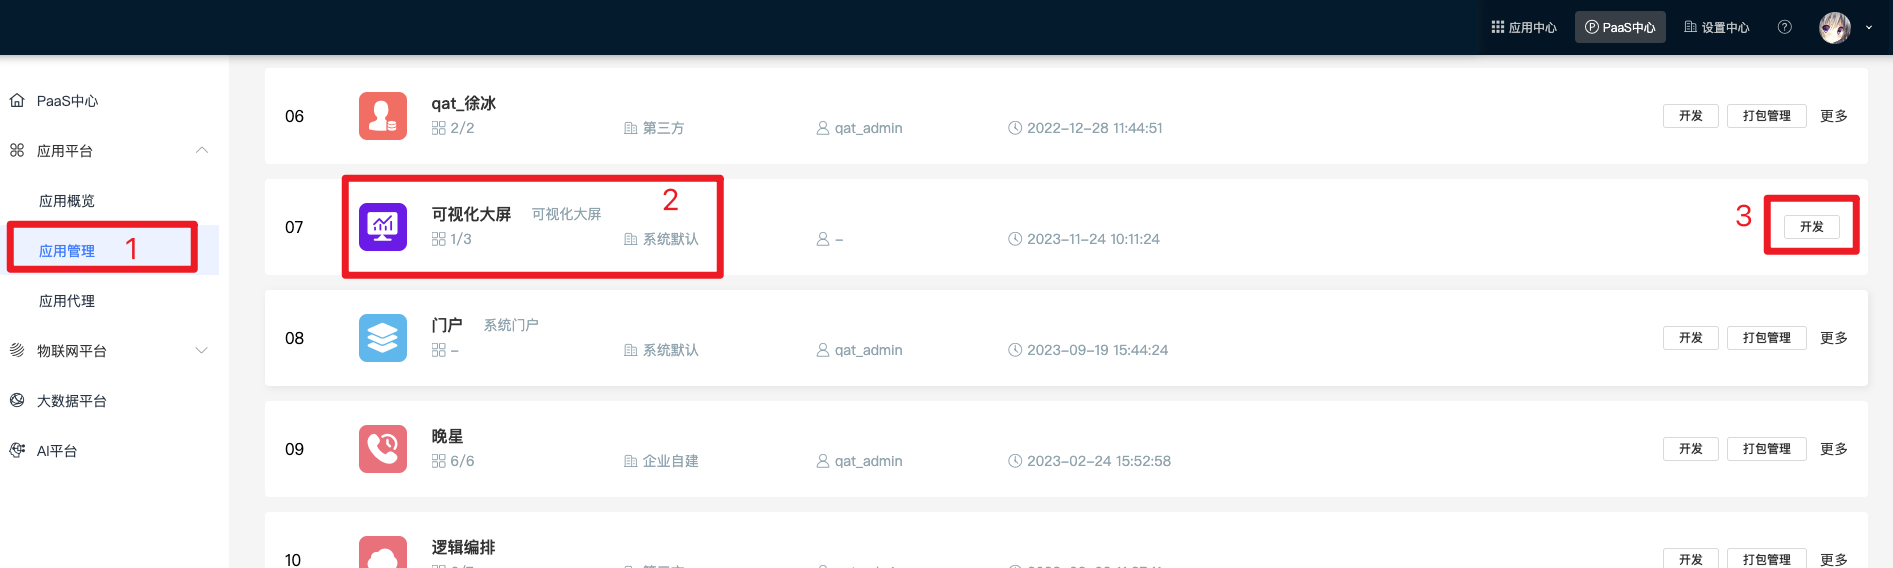 应用中心 PaaS中心 设置中心
PaaS中心
应用平台
应用概览
应用管理 1
应用代理
物联网平台
大数据平台
AI平台
06 qat_徐冰
2/2 第三方 qat_admin 2022-12-28 11:44:51 开发 打包管理 更多
07 可视化大屏 可视化大屏 2
1/3 系统默认 - 2023-11-24 10:11:24 3 开发
08 门户 系统门户
- 系统默认 qat_admin 2023-09-19 15:44:24 开发 打包管理 更多
09 晚星
6/6 企业自建 qat_admin 2023-02-24 15:52:58 开发 打包管理 更多
10 逻辑编排
开发 打包管理 更多